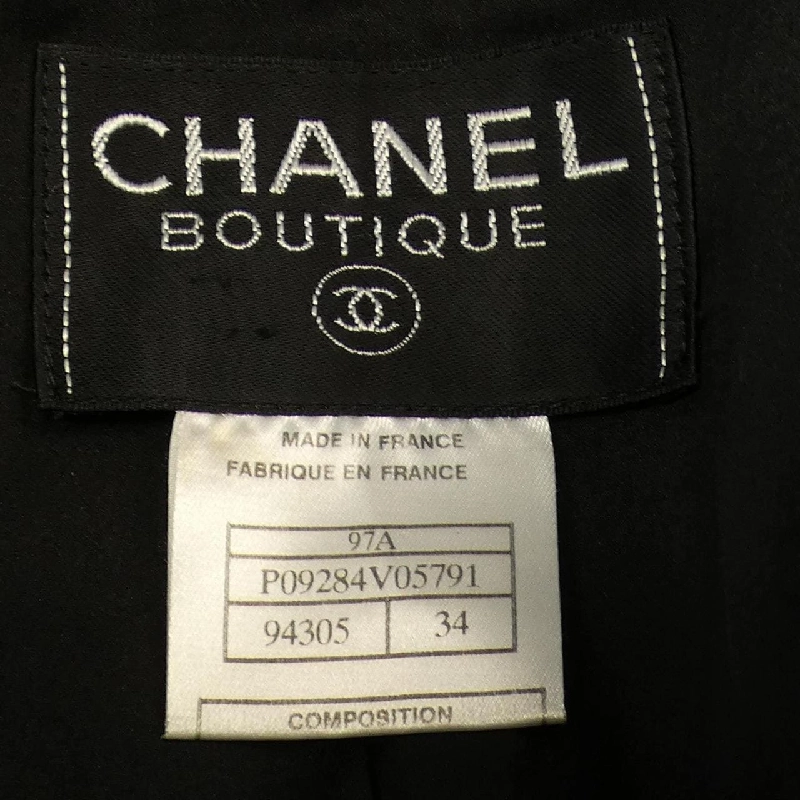 CHANEL
BOUTIQUE
MADE IN FRANCE
FABRIQUE EN FRANCE
97A
P09284V05791
94305 34
COMPOSITION